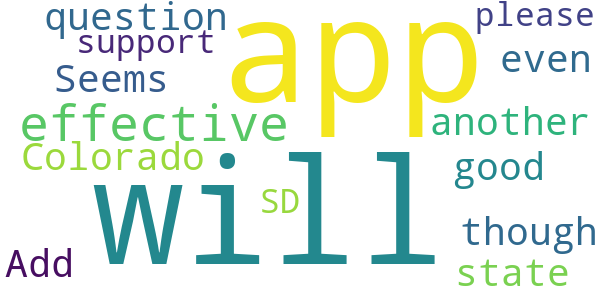 question
please
support
app
even
Seems
effective
another
Colorado
good
will
SD
though
Add
state